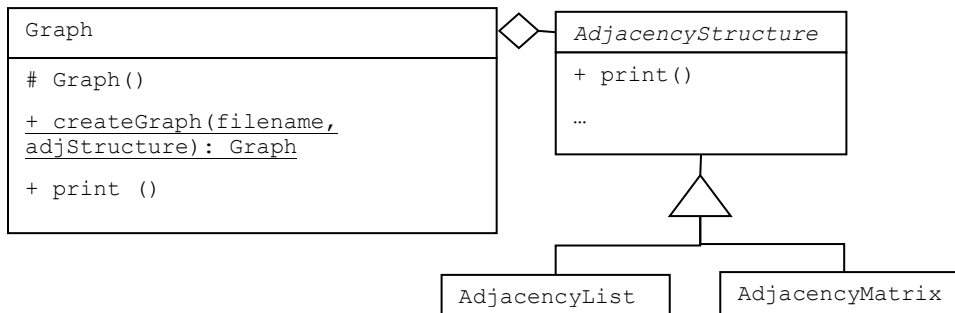 Graph
# Graph()
+ createGraph(filename,
adjStructure): Graph
+ print ()
AdjacencyStructure
+ print()
…
AdjacencyList
AdjacencyMatrix